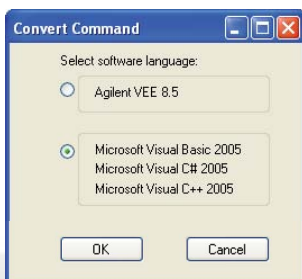 Convert Command
Select software language:
Agilent VEE 8.5
Microsoft Visual Basic 2005
Microsoft Visual C# 2005
Microsoft Visual C++ 2005
OK Cancel